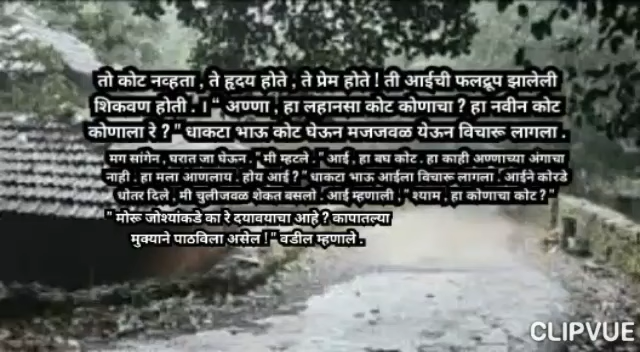 तो कोट नव्हता , ते हृदय होते , ते प्रेम होते ! ती आईची फलद्रूप झालेली
शिकवण होती . । " अण्णा , हा लहानसा कोट कोणाचा ? हा नवीन कोट
कोणाला रे ? " धाकटा भाऊ कोट घेऊन मजजवळ येऊन विचारू लागला .
मग सांगेन , घरात जा घेऊन . " मी म्हटले . " आई , हा बघ कोट . हा काही अण्णाच्या अंगाचा
नाही . हा मला आणलाय . होय आई ? " धाकटा भाऊ आईला विचारू लागला . आईने कोरडे
धोतर दिले , मी चुलीजवळ शेकत बसलो . आई म्हणाली , " श्याम , हा कोणाचा कोट ? "
" मोरू जोश्यांकडे का रे द्यावयाचा आहे ? कापातल्या
मुक्याने पाठविला असेल ! " वडील म्हणाले .
CLIPVUE